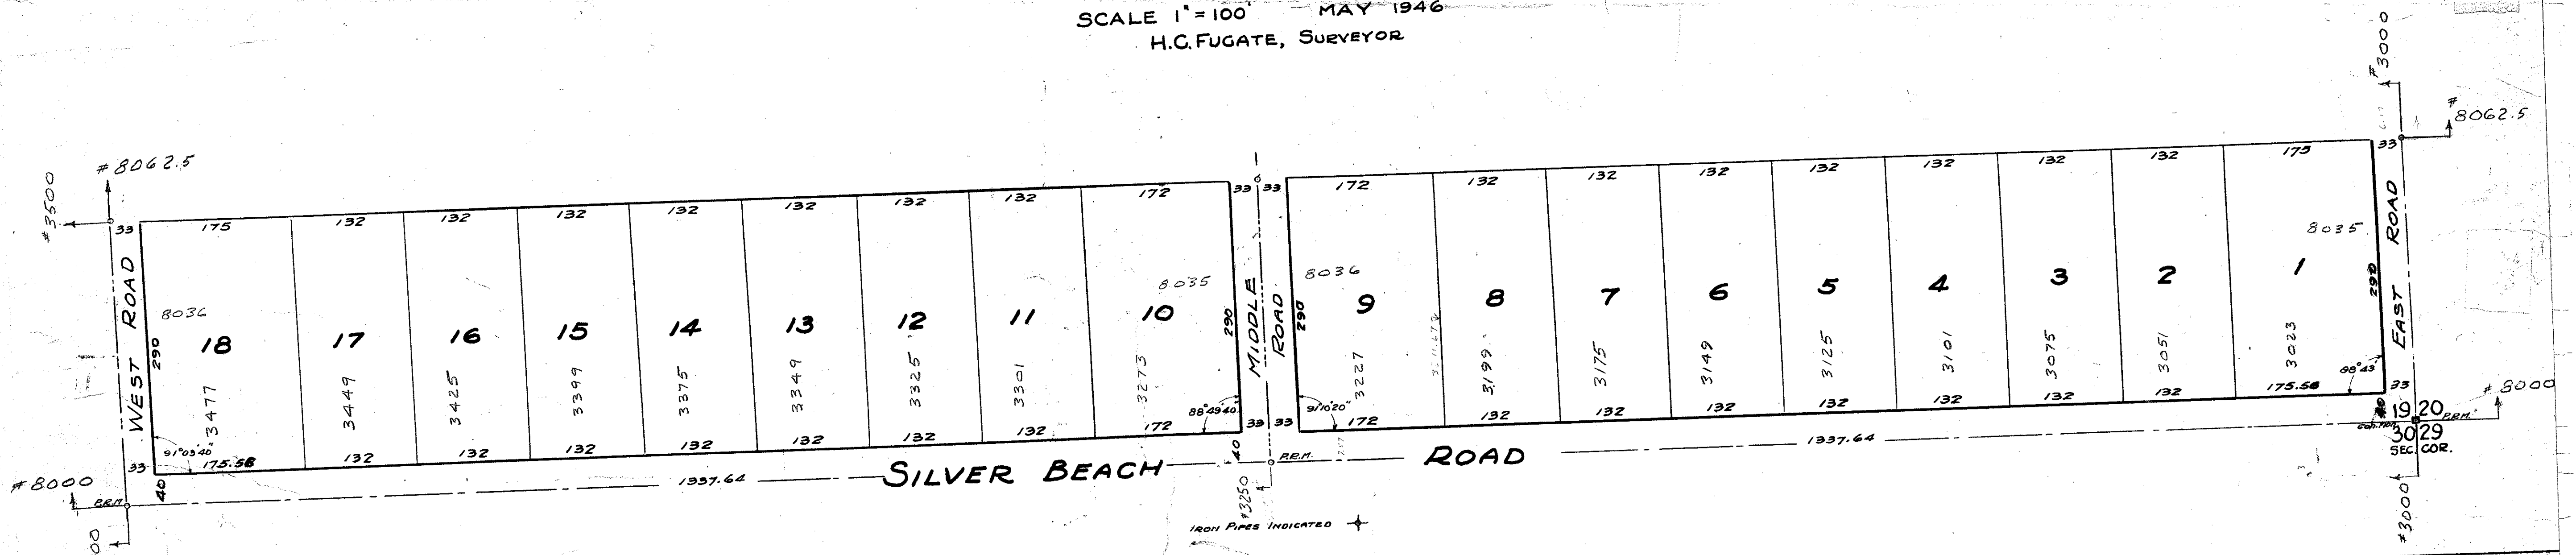 SCALE 1"=100' MAY 1946
H.C. FUGATE, SURVEYOR
#3000
#8062.5
#8062.5
#3500
33 175 132 132 132 132 132 132 132 172 33 33 172 132 132 132 132 132 132 132 175 33
WEST ROAD
290
8036
18 17 16 15 14 13 12 11 10
8035
290
MIDDLE ROAD
290
8036
9 8 7 6 5 4 3 2 1
8035
290
EAST ROAD
3477 3449 3425 3399 3375 3349 3325 3301 3273
3227 3199 3175 3149 3125 3101 3075 3051 3023
91°03'40"
88°49'40"
91°10'20"
88°43'
33 175.56 132 132 132 132 132 132 132 172 33 33 172 132 132 132 132 132 132 132 175.56 33
40
40
#8000
P.R.M.
1337.64
SILVER BEACH ROAD
P.R.M.
1337.64
19 20 P.R.M.
30 29
SEC. COR.
#8000
00
#3250
#3000
IRON PIPES INDICATED